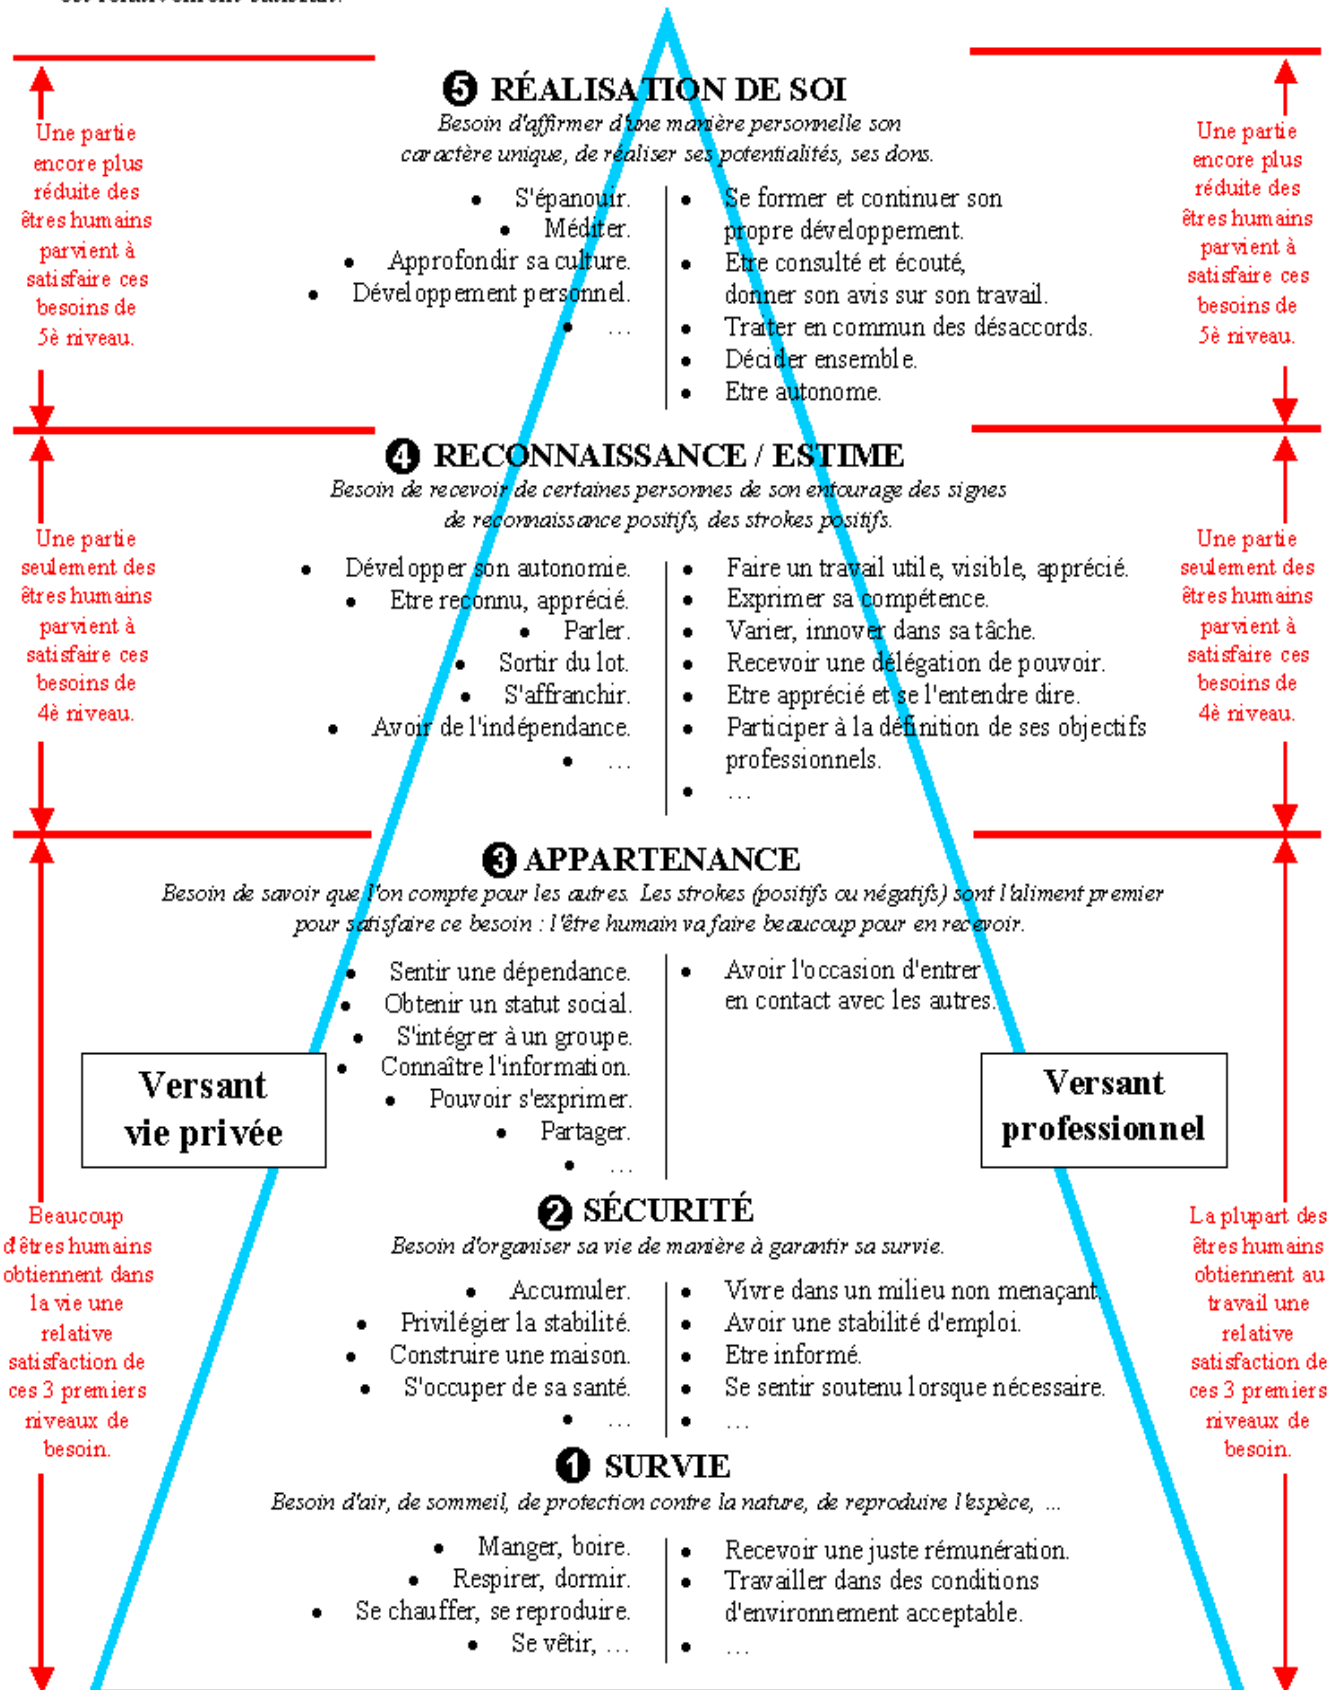 ❺ RÉALISATION DE SOI
Besoin d'affirmer d'une manière personnelle son
caractère unique, de réaliser ses potentialités, ses dons.
Une partie
encore plus
réduite des
êtres humains
parvient à
satisfaire ces
besoins de
5è niveau.
• S'épanouir.
• Méditer.
• Approfondir sa culture.
• Développement personnel.
• ...
• Se former et continuer son
propre développement.
• Etre consulté et écouté,
donner son avis sur son travail.
• Traiter en commun des désaccords.
• Décider ensemble.
• Etre autonome.
Une partie
encore plus
réduite des
êtres humains
parvient à
satisfaire ces
besoins de
5è niveau.
❹ RECONNAISSANCE / ESTIME
Besoin de recevoir de certaines personnes de son entourage des signes
de reconnaissance positifs, des strokes positifs.
Une partie
seulement des
êtres humains
parvient à
satisfaire ces
besoins de
4è niveau.
• Développer son autonomie.
• Etre reconnu, apprécié.
• Parler.
• Sortir du lot.
• S'affranchir.
• Avoir de l'indépendance.
• ...
• Faire un travail utile, visible, apprécié.
• Exprimer sa compétence.
• Varier, innover dans sa tâche.
• Recevoir une délégation de pouvoir.
• Etre apprécié et se l'entendre dire.
• Participer à la définition de ses objectifs
professionnels.
• ...
Une partie
seulement des
êtres humains
parvient à
satisfaire ces
besoins de
4è niveau.
❸ APPARTENANCE
Besoin de savoir que l'on compte pour les autres. Les strokes (positifs ou négatifs) sont l'aliment premier
pour satisfaire ce besoin : l'être humain va faire beaucoup pour en recevoir.
• Sentir une dépendance.
• Obtenir un statut social.
• S'intégrer à un groupe.
• Connaître l'information.
• Pouvoir s'exprimer.
• Partager.
• ...
• Avoir l'occasion d'entrer
en contact avec les autres.
Versant
vie privée
Versant
professionnel
❷ SÉCURITÉ
Besoin d'organiser sa vie de manière à garantir sa survie.
Beaucoup
d'êtres humains
obtiennent dans
la vie une
relative
satisfaction de
ces 3 premiers
niveaux de
besoin.
• Accumuler.
• Privilégier la stabilité.
• Construire une maison.
• S'occuper de sa santé.
• ...
• Vivre dans un milieu non menaçant.
• Avoir une stabilité d'emploi.
• Etre informé.
• Se sentir soutenu lorsque nécessaire.
• ...
La plupart des
êtres humains
obtiennent au
travail une
relative
satisfaction de
ces 3 premiers
niveaux de
besoin.
❶ SURVIE
Besoin d'air, de sommeil, de protection contre la nature, de reproduire l'espèce, ...
• Manger, boire.
• Respirer, dormir.
• Se chauffer, se reproduire.
• Se vêtir, ...
• Recevoir une juste rémunération.
• Travailler dans des conditions
d'environnement acceptable.
• ...